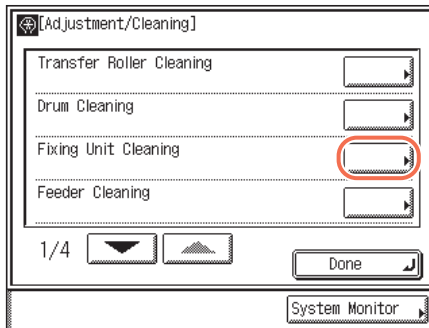 [Adjustment/Cleaning]
Transfer Roller Cleaning
Drum Cleaning
Fixing Unit Cleaning
Feeder Cleaning
1/4
Done
System Monitor